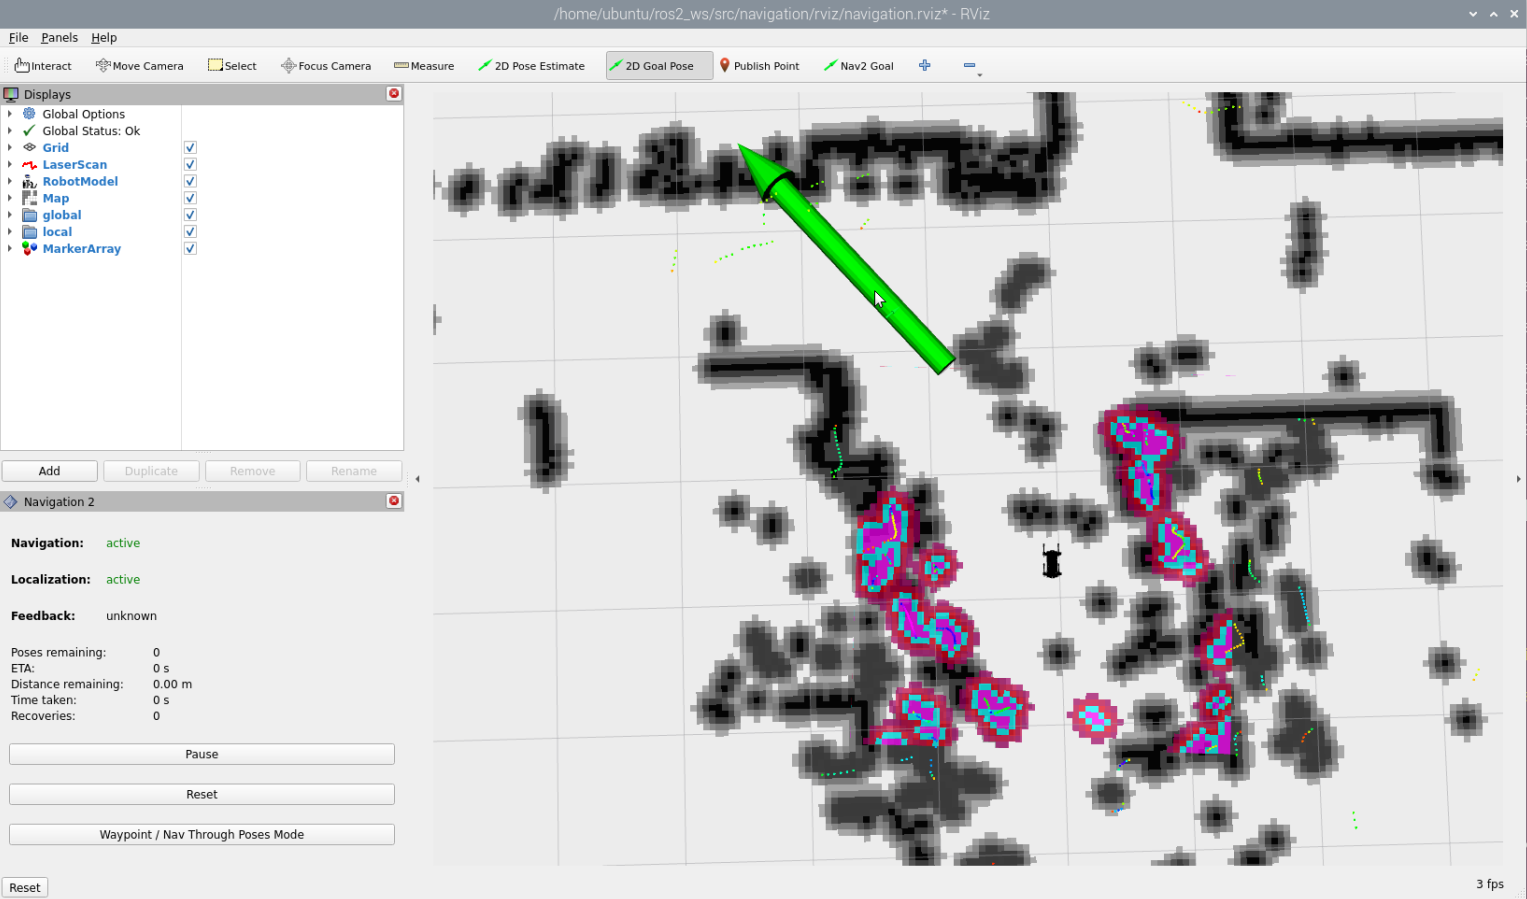 /home/ubuntu/ros2_ws/src/navigation/rviz/navigation.rviz* - RViz
File Panels Help
Interact Move Camera Select Focus Camera Measure 2D Pose Estimate 2D Goal Pose Publish Point Nav2 Goal
Displays
Global Options
Global Status: Ok
Grid
LaserScan
RobotModel
Map
global
local
MarkerArray
Add Duplicate Remove Rename
Navigation 2
Navigation: active
Localization: active
Feedback: unknown
Poses remaining: 0
ETA: 0 s
Distance remaining: 0.00 m
Time taken: 0 s
Recoveries: 0
Pause
Reset
Waypoint / Nav Through Poses Mode
Reset
3 fps